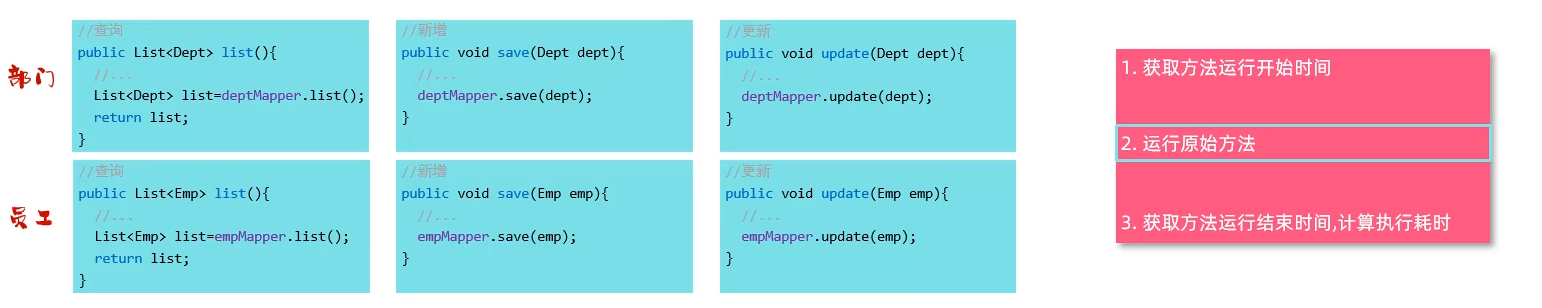 部门
//查询
public List<Dept> list(){
//...
List<Dept> list=deptMapper.list();
return list;
}
//新增
public void save(Dept dept){
//...
deptMapper.save(dept);
}
//更新
public void update(Dept dept){
//...
deptMapper.update(dept);
}
员工
//查询
public List<Emp> list(){
//...
List<Emp> list=empMapper.list();
return list;
}
//新增
public void save(Emp emp){
//...
empMapper.save(emp);
}
//更新
public void update(Emp emp){
//...
empMapper.update(emp);
}
1. 获取方法运行开始时间
2. 运行原始方法
3. 获取方法运行结束时间,计算执行耗时